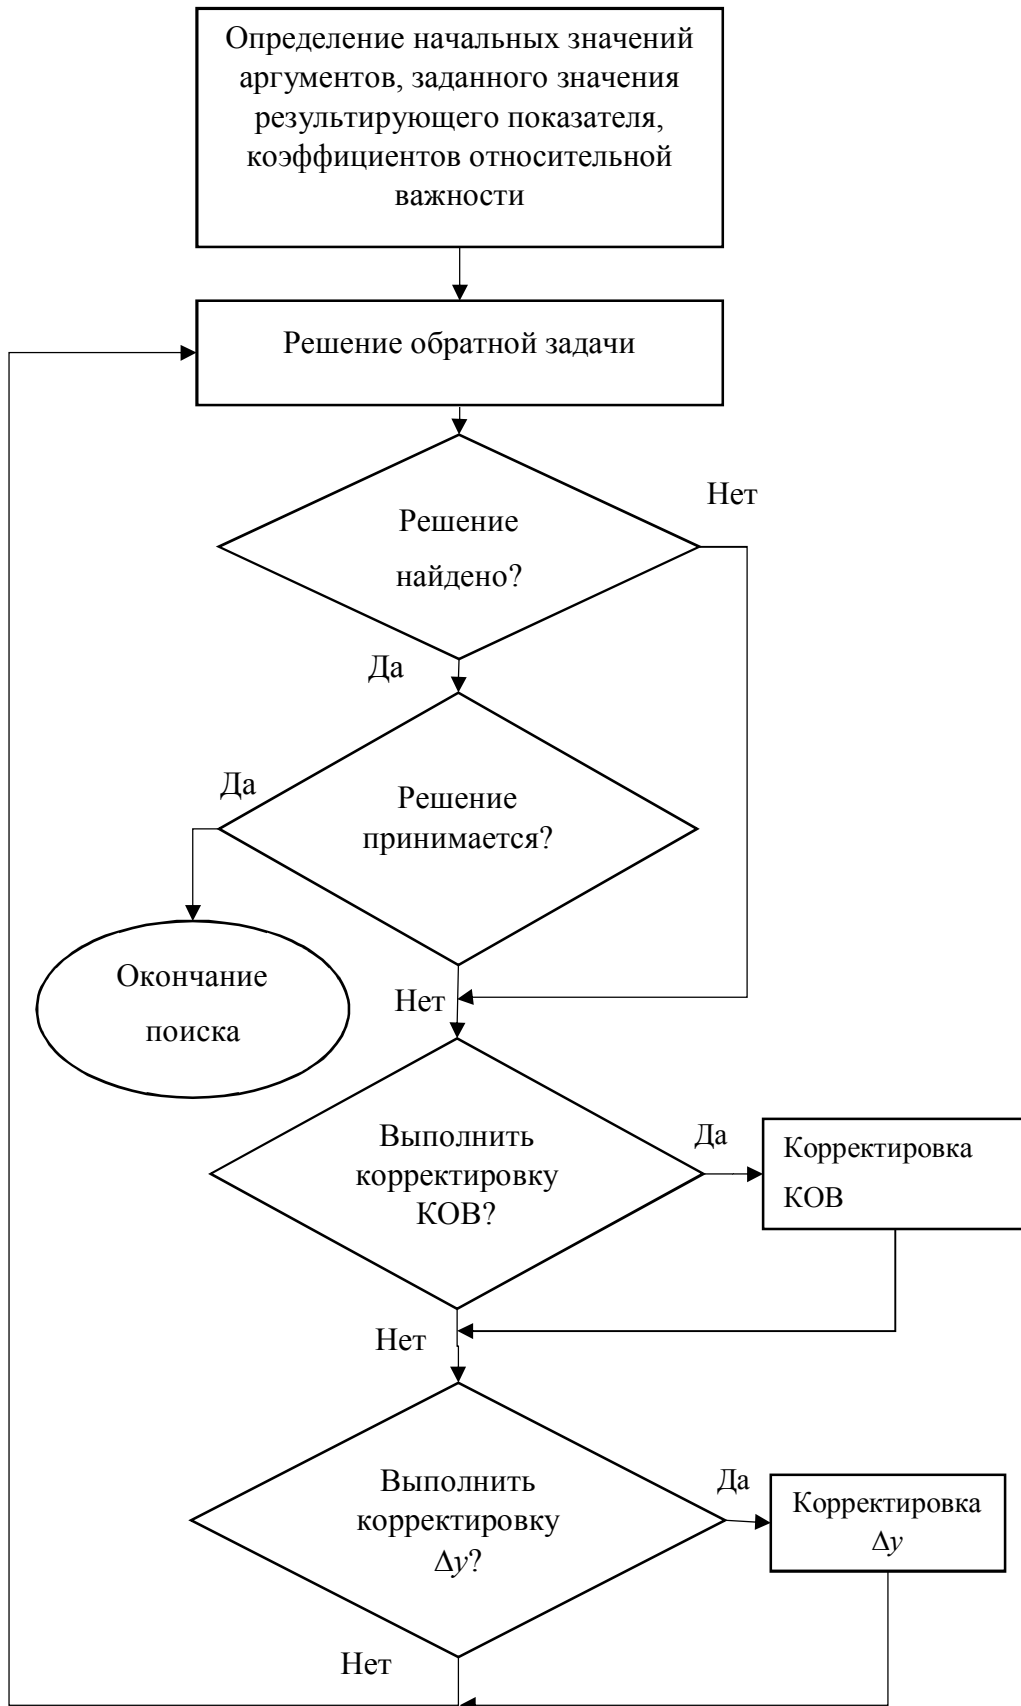 Определение начальных значений
аргументов, заданного значения
результирующего показателя,
коэффициентов относительной
важности
Решение обратной задачи
Нет
Решение
найдено?
Да
Да
Решение
принимается?
Окончание
поиска
Нет
Выполнить
корректировку
КОВ?
Да
Корректировка
КОВ
Нет
Выполнить
корректировку
Δy?
Да
Корректировка
Δy
Нет